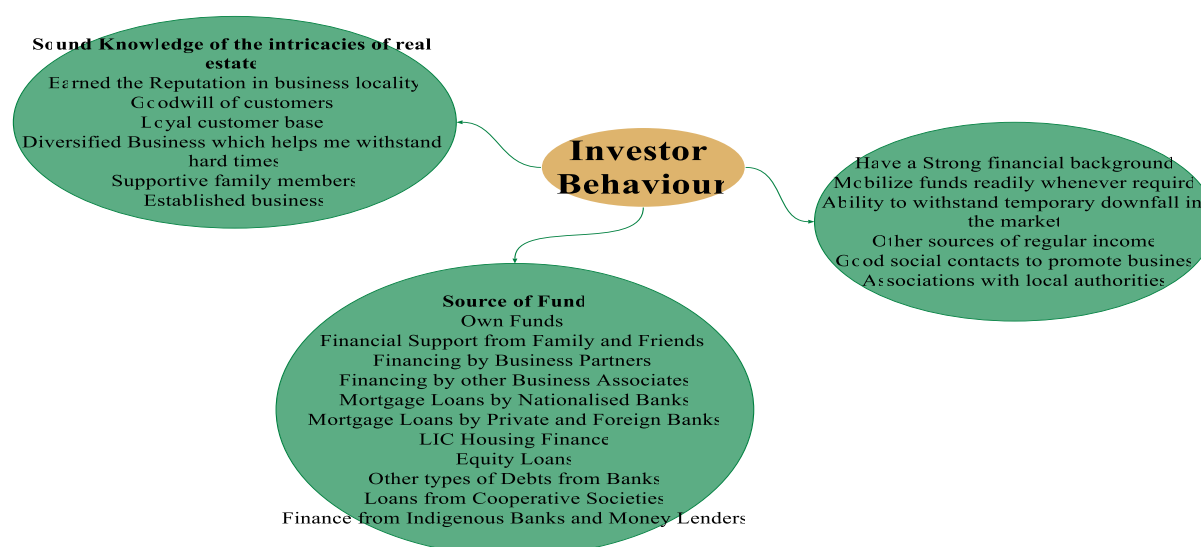 Sound Knowledge of the intricacies of real
estate
Earned the Reputation in business locality
Goodwill of customers
Loyal customer base
Diversified Business which helps me withstand
hard times
Supportive family members
Established business
Investor
Behaviour
Have a Strong financial background
Mobilize funds readily whenever required
Ability to withstand temporary downfall in
the market
Other sources of regular income
Good social contacts to promote busines
Associations with local authorities
Source of Fund
Own Funds
Financial Support from Family and Friends
Financing by Business Partners
Financing by other Business Associates
Mortgage Loans by Nationalised Banks
Mortgage Loans by Private and Foreign Banks
LIC Housing Finance
Equity Loans
Other types of Debts from Banks
Loans from Cooperative Societies
Finance from Indigenous Banks and Money Lenders